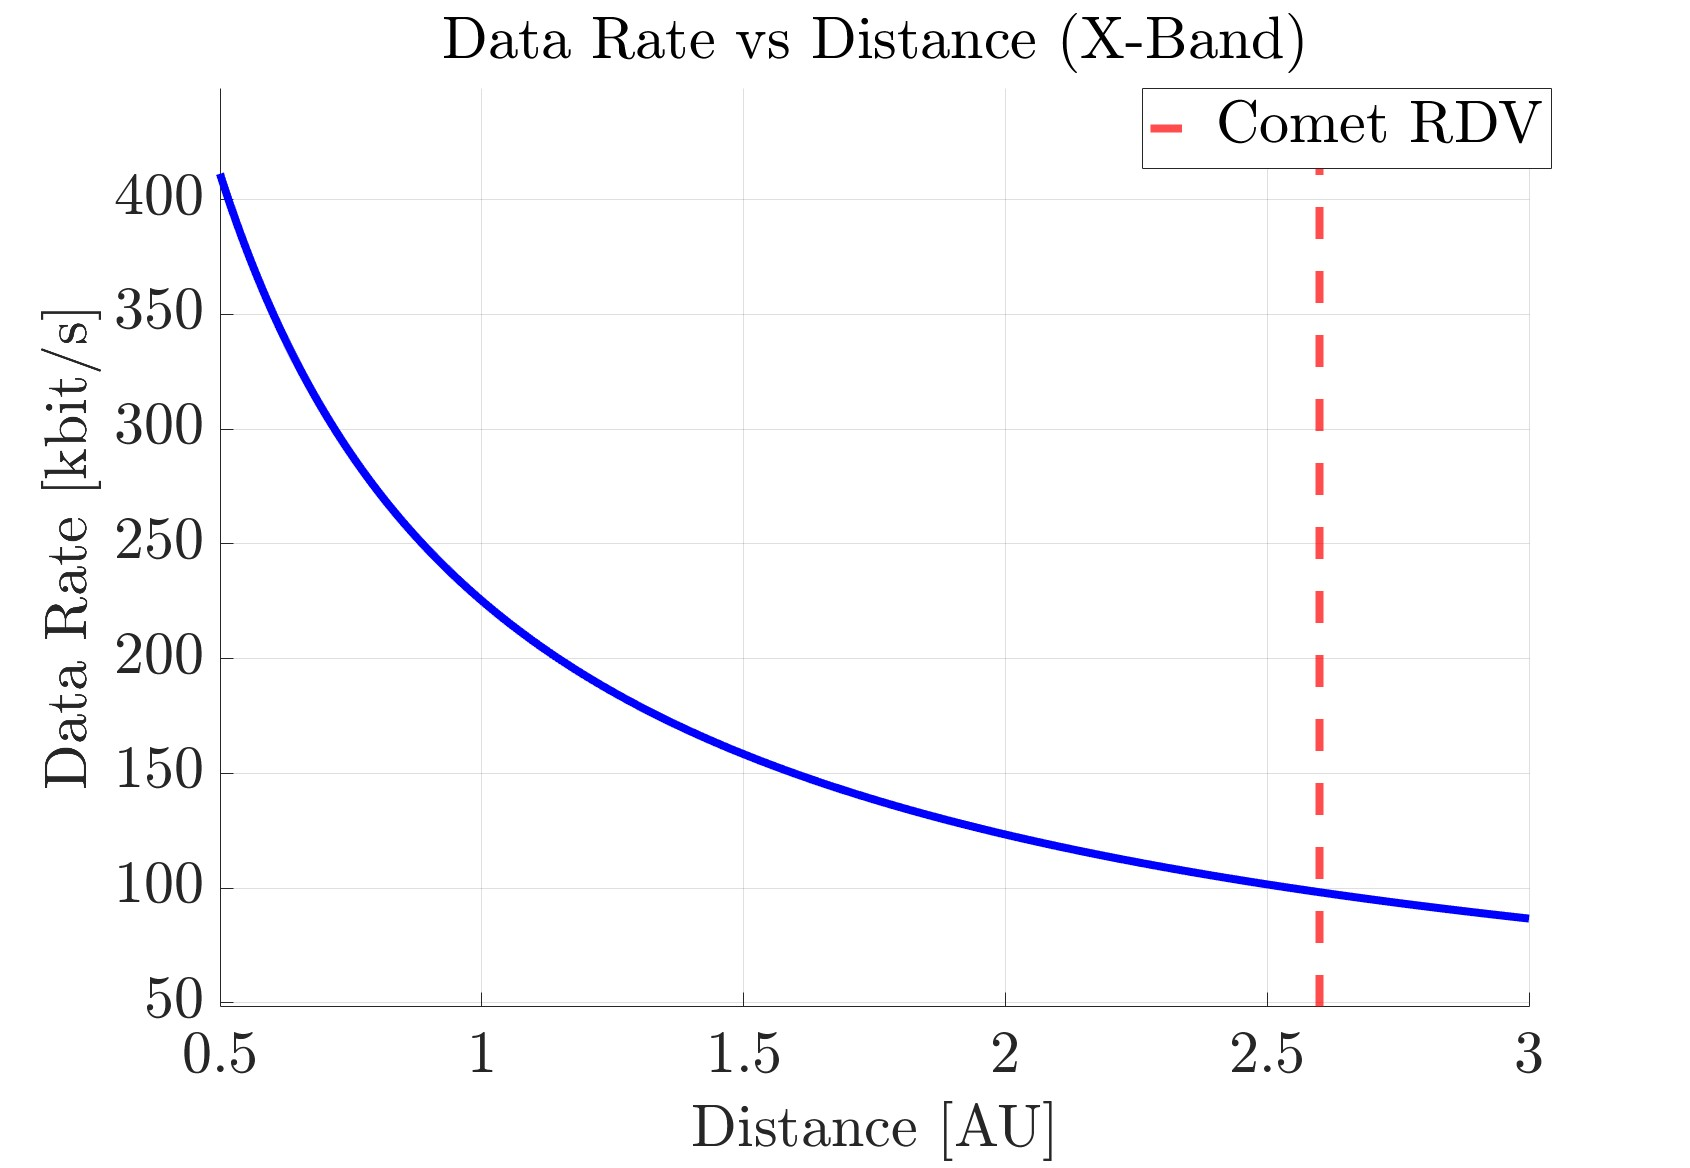 Data Rate vs Distance (X-Band)
Comet RDV
400
350
300
250
200
150
100
50
Data Rate [kbit/s]
0.5 1 1.5 2 2.5 3
Distance [AU]